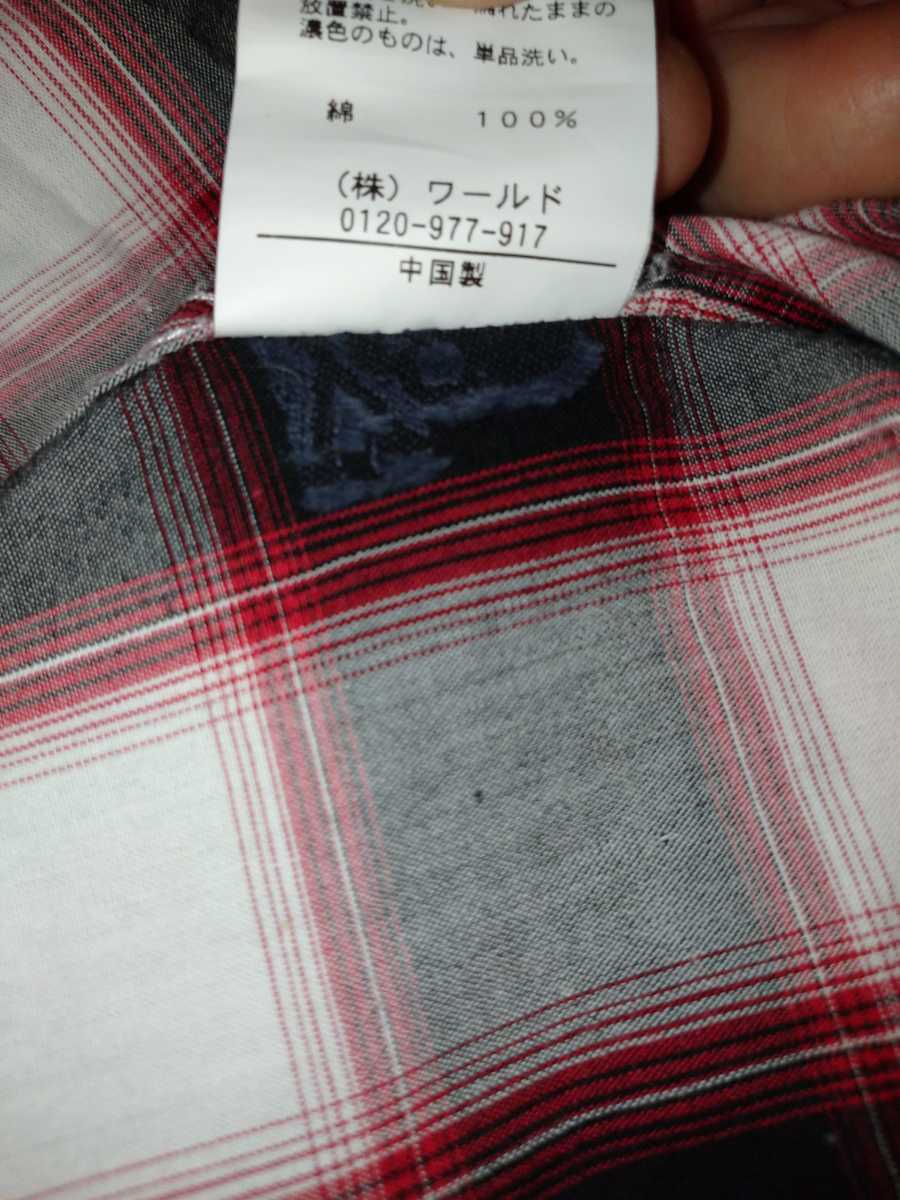 れたままの
放置禁止。
濃色のものは、単品洗い。
綿 １００％
（株）ワールド
0120-977-917
中国製